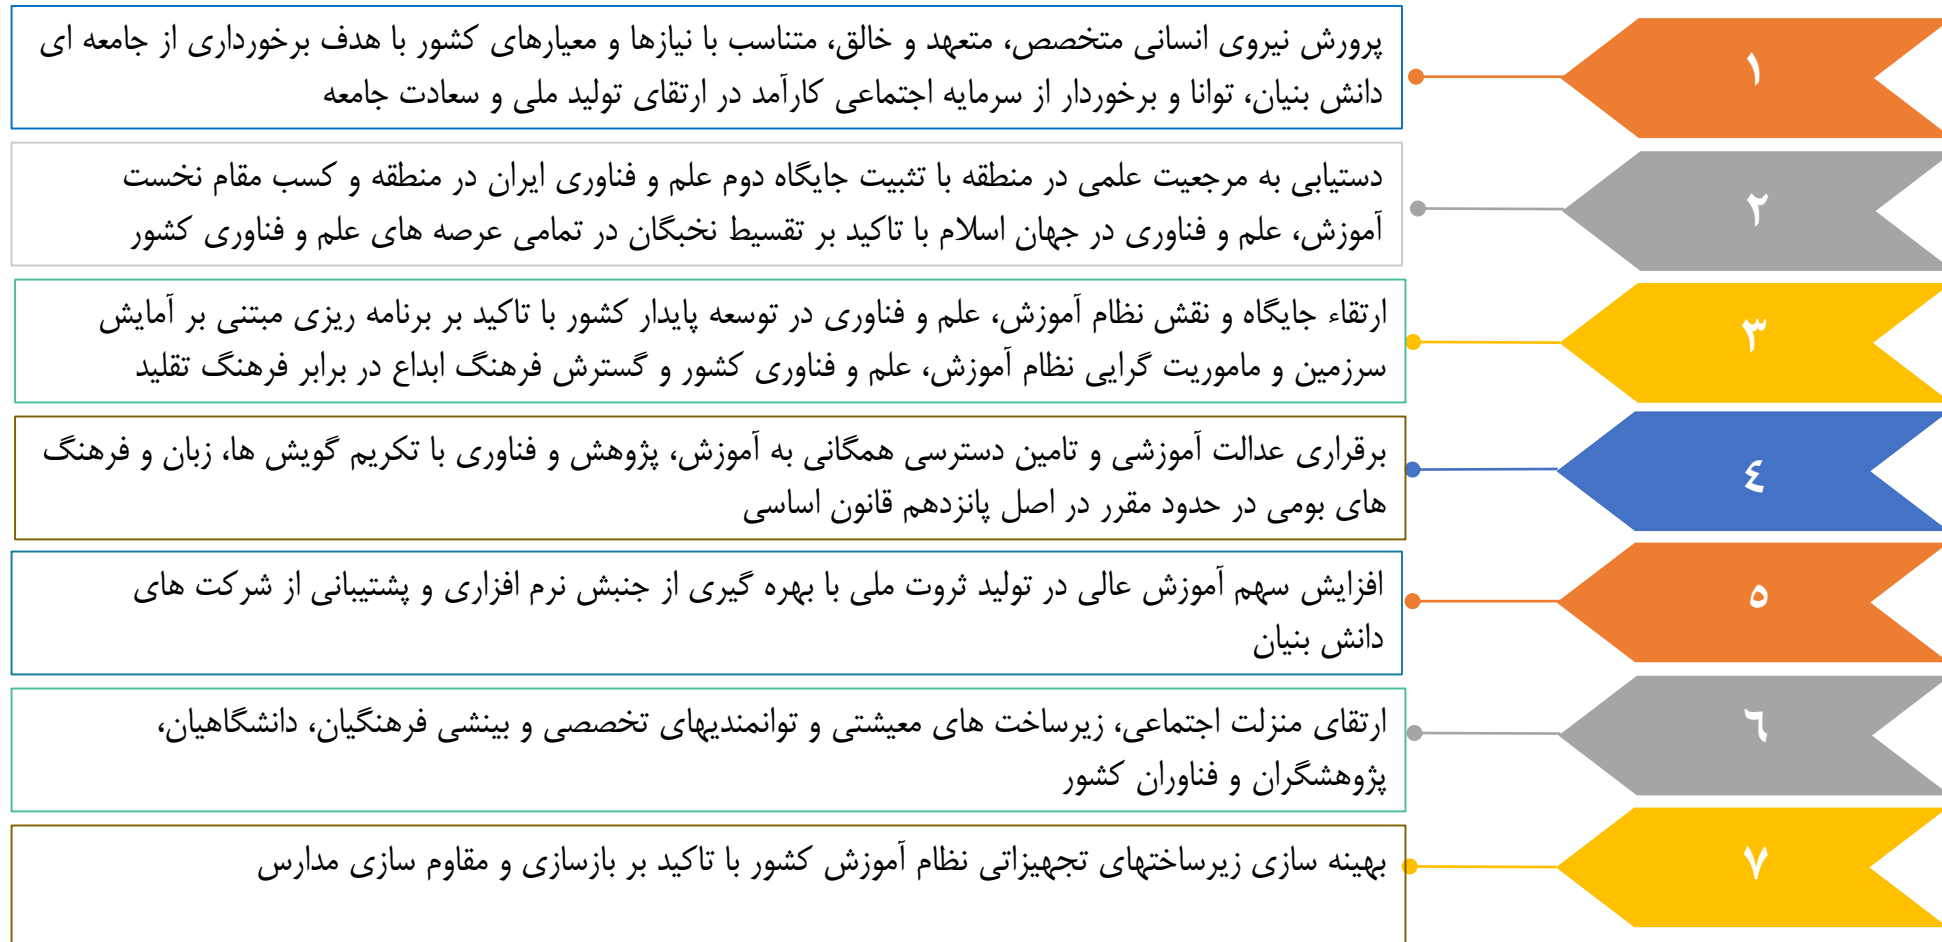 ۱
پرورش نیروی انسانی متخصص، متعهد و خالق، متناسب با نیازها و معیارهای کشور با هدف برخورداری از جامعه ای
دانش بنیان، توانا و برخوردار از سرمایه اجتماعی کارآمد در ارتقای تولید ملی و سعادت جامعه
۲
دستیابی به مرجعیت علمی در منطقه با تثبیت جایگاه دوم علم و فناوری ایران در منطقه و کسب مقام نخست
آموزش، علم و فناوری در جهان اسلام با تاکید بر تقسیط نخبگان در تمامی عرصه های علم و فناوری کشور
۳
ارتقاء جایگاه و نقش نظام آموزش، علم و فناوری در توسعه پایدار کشور با تاکید بر برنامه ریزی مبتنی بر آمایش
سرزمین و ماموریت گرایی نظام آموزش، علم و فناوری کشور و گسترش فرهنگ ابداع در برابر فرهنگ تقلید
٤
برقراری عدالت آموزشی و تامین دسترسی همگانی به آموزش، پژوهش و فناوری با تکریم گویش ها، زبان و فرهنگ
های بومی در حدود مقرر در اصل پانزدهم قانون اساسی
٥
افزایش سهم آموزش عالی در تولید ثروت ملی با بهره گیری از جنبش نرم افزاری و پشتیبانی از شرکت های
دانش بنیان
٦
ارتقای منزلت اجتماعی، زیرساخت های معیشتی و توانمندیهای تخصصی و بینشی فرهنگیان، دانشگاهیان،
پژوهشگران و فناوران کشور
۷
بهینه سازی زیرساختهای تجهیزاتی نظام آموزش کشور با تاکید بر بازسازی و مقاوم سازی مدارس